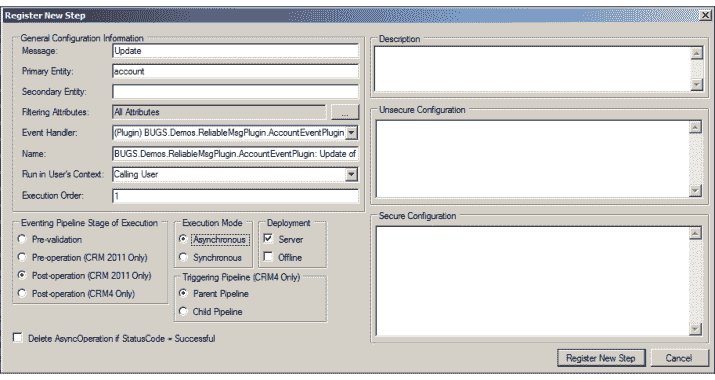 Register New Step
General Configuration Information
Message: Update
Primary Entity: account
Secondary Entity:
Filtering Attributes: All Attributes ...
Event Handler: (Plugin) BUGS.Demos.ReliableMsgPlugin.AccountEventPlugin
Name: BUGS.Demos.ReliableMsgPlugin.AccountEventPlugin: Update of
Run in User's Context: Calling User
Execution Order: 1
Eventing Pipeline Stage of Execution
Pre-validation
Pre-operation (CRM 2011 Only)
Post-operation (CRM 2011 Only)
Post-operation (CRM4 Only)
Execution Mode
Asynchronous
Synchronous
Deployment
Server
Offline
Triggering Pipeline (CRM4 Only)
Parent Pipeline
Child Pipeline
Delete AsyncOperation if StatusCode = Successful
Description
Unsecure Configuration
Secure Configuration
Register New Step Cancel